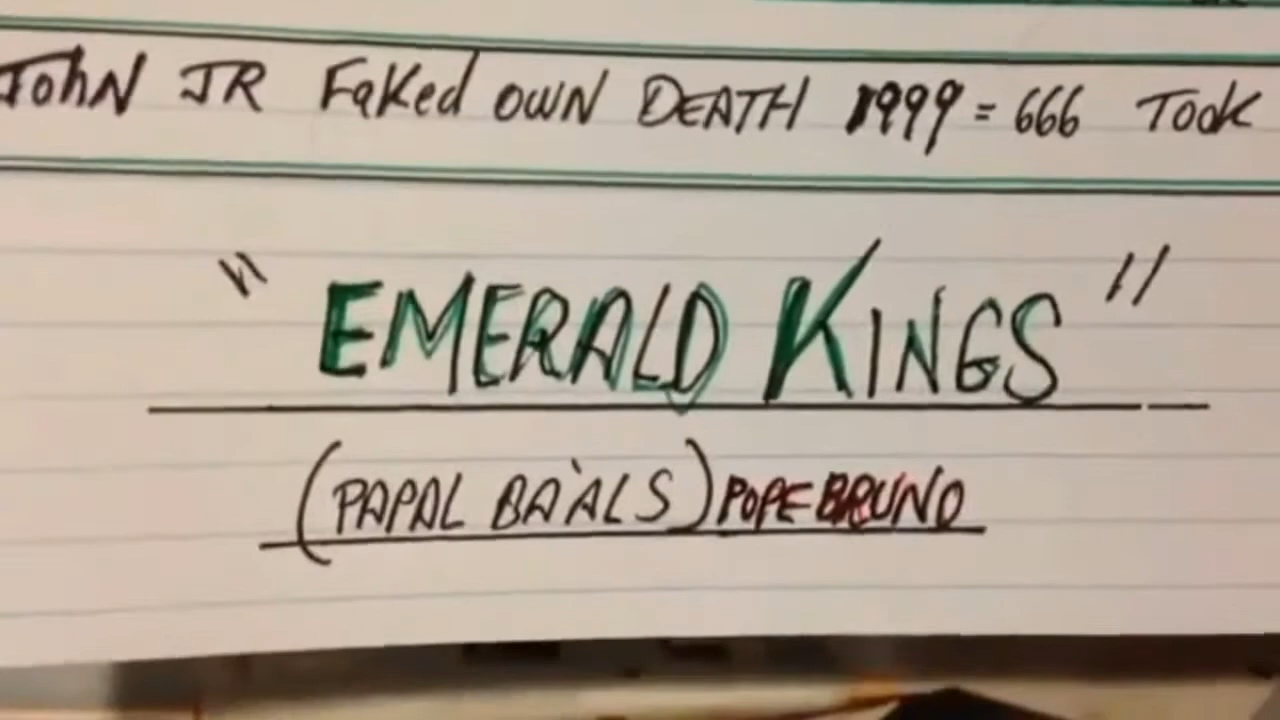 JOhN JR FaKed OWN DEATH 1999 = 666 TOOK
"EMERALD KINGS"
(PAPAL BA'ALS) POPE BRUNO